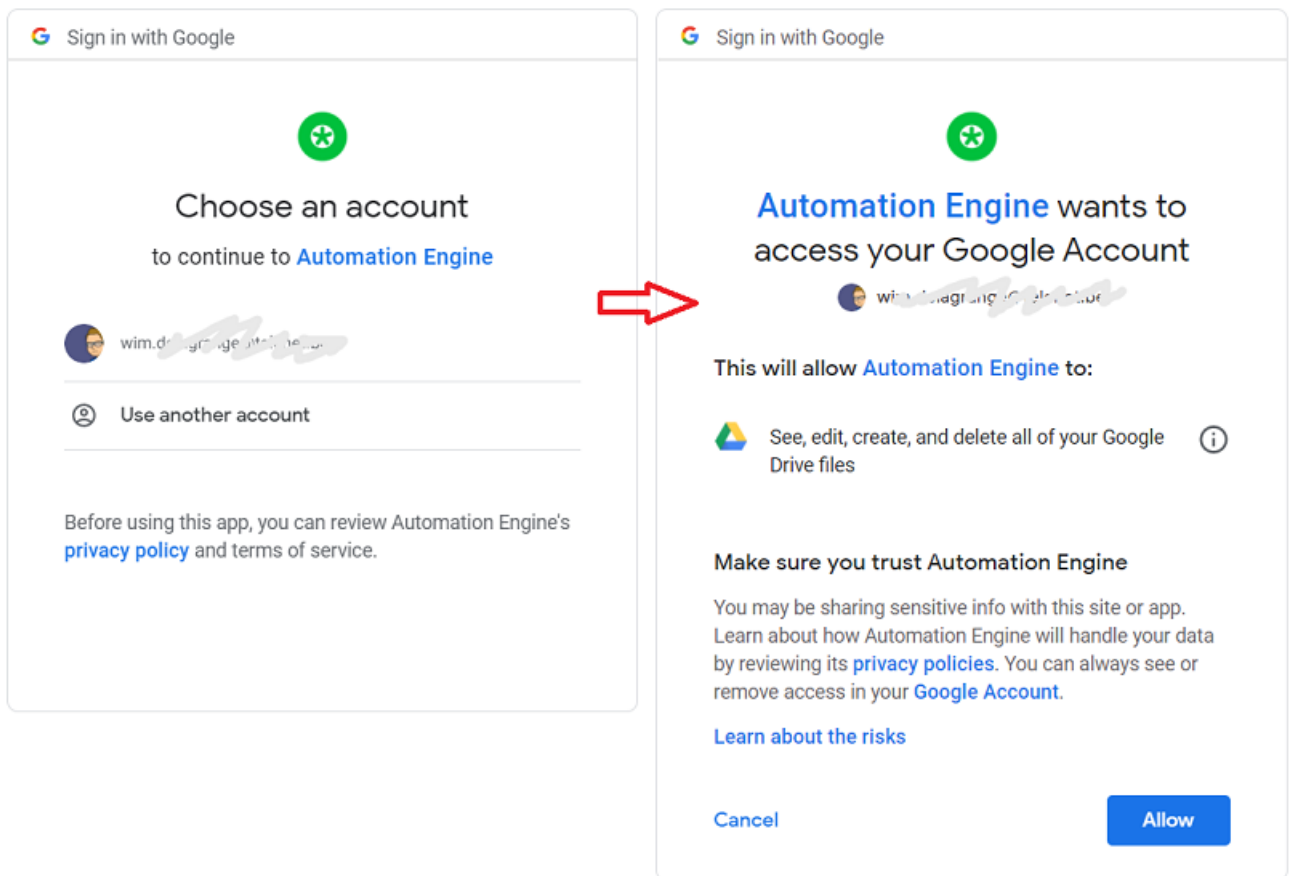 Sign in with Google
Choose an account
to continue to Automation Engine
Use another account
Before using this app, you can review Automation Engine's
privacy policy and terms of service.
Sign in with Google
Automation Engine wants to
access your Google Account
This will allow Automation Engine to:
See, edit, create, and delete all of your Google
Drive files
Make sure you trust Automation Engine
You may be sharing sensitive info with this site or app.
Learn about how Automation Engine will handle your data
by reviewing its privacy policies. You can always see or
remove access in your Google Account.
Learn about the risks
Cancel
Allow